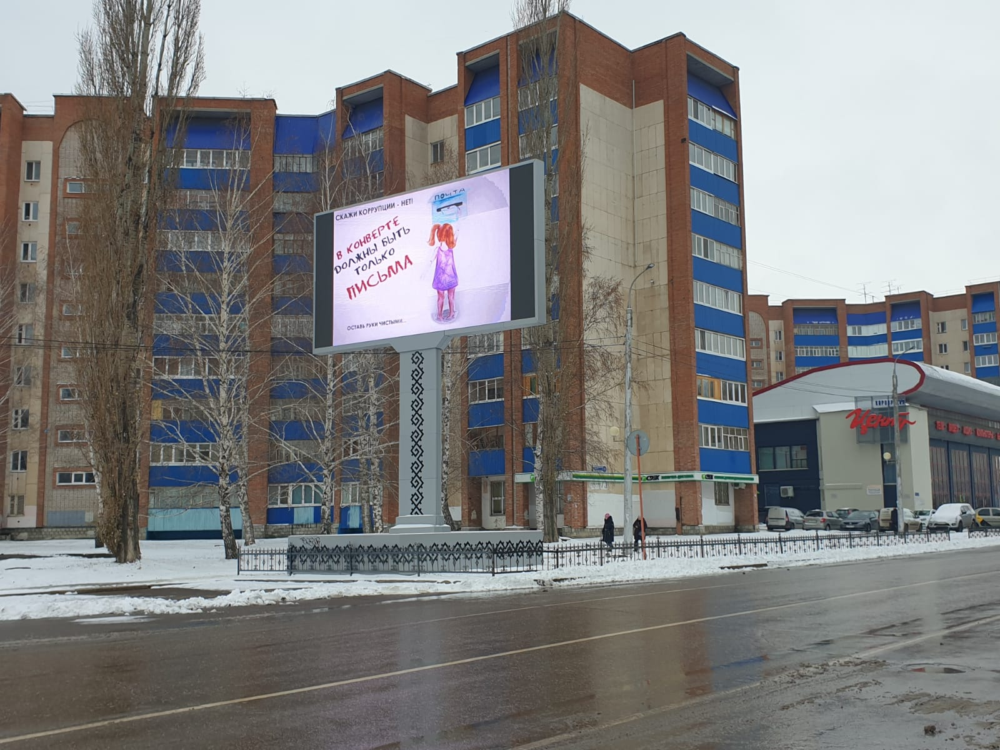 СКАЖИ КОРРУПЦИИ - НЕТ!
ПОЧТА
В КОНВЕРТЕ
ДОЛЖНЫ БЫТЬ
ТОЛЬКО
ПИСЬМА
ОСТАВЬ РУКИ ЧИСТЫМИ...
Центр